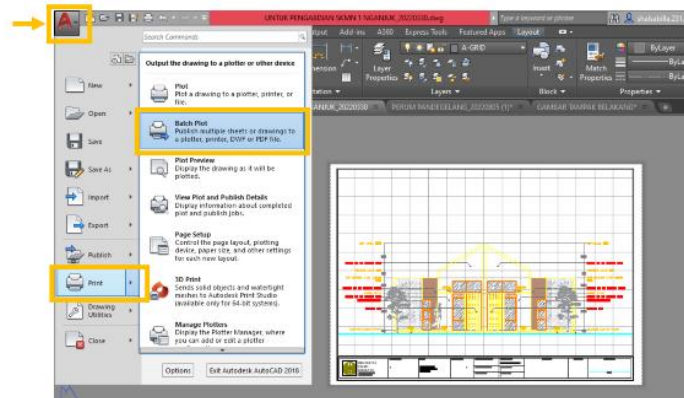 UNTUK PENGABDIAN SKMN 1 NGANJUK_20220330.dwg
Type a keyword or phrase
Search Commands
Output
Add-ins
A360
Express Tools
Featured Apps
Layout
Output the drawing to a plotter or other device
New
Open
Save
Save As
Import
Export
Publish
Print
Drawing
Utilities
Close
Plot
Plot a drawing to a plotter, printer, or
file.
Batch Plot
Publish multiple sheets or drawings to
a plotter, printer, DWF or PDF file.
Plot Preview
Display the drawing as it will be
plotted.
View Plot and Publish Details
Display information about completed
plot and publish jobs.
Page Setup
Control the page layout, plotting
device, paper size, and other settings
for each new layout.
3D Print
Sends solid objects and watertight
meshes to Autodesk Print Studio
(available only for 64-bit systems).
Manage Plotters
Display the Plotter Manager, where
you can add or edit a plotter
Options
Exit Autodesk AutoCAD 2016
A-GRID
Layer
Properties
Layers
Insert
Block
Match
Properties
ByLayer
Properties
GAMBAR TAMPAK BELAKANG*